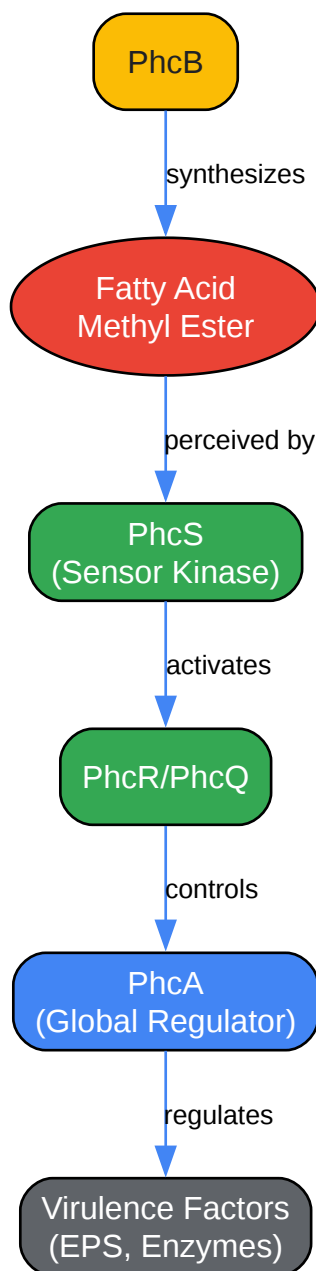 PhcB
synthesizes
Fatty Acid
Methyl Ester
perceived by
PhcS
(Sensor Kinase)
activates
PhcR/PhcQ
controls
PhcA
(Global Regulator)
regulates
Virulence Factors
(EPS, Enzymes)